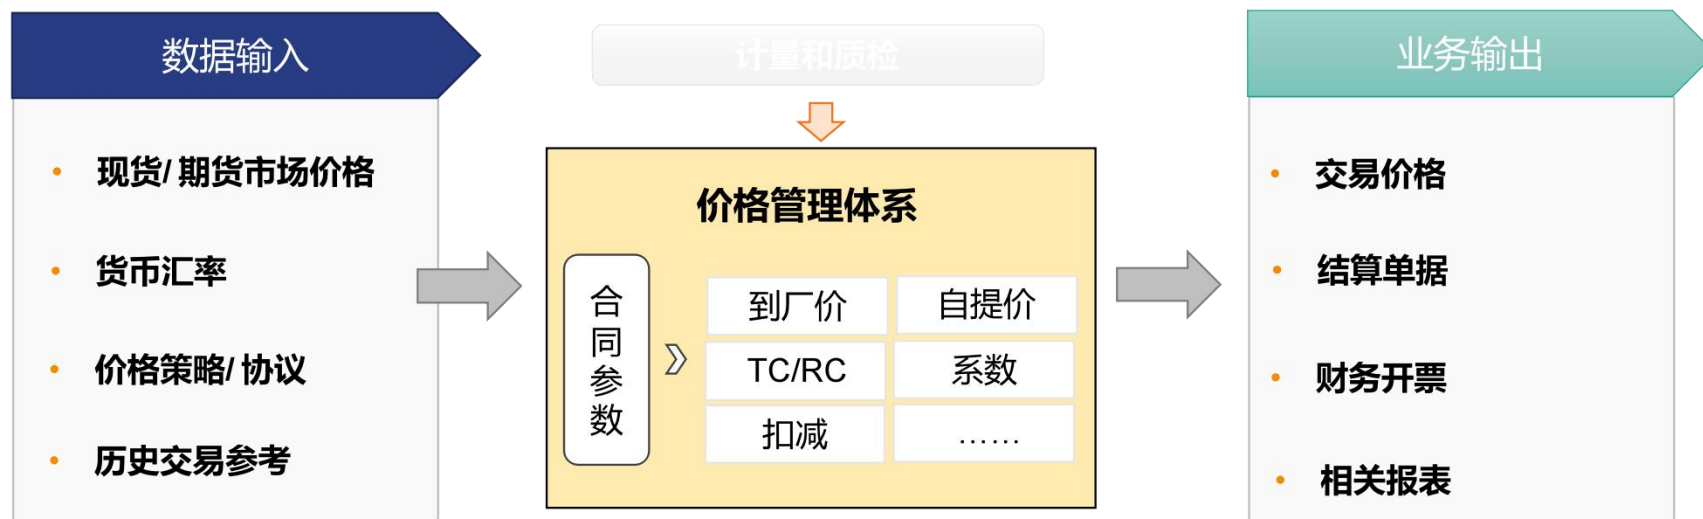 数据输入
现货/ 期货市场价格
货币汇率
价格策略/ 协议
历史交易参考
计量和质检
价格管理体系
合同参数
到厂价
自提价
TC/RC
系数
扣减
……
业务输出
交易价格
结算单据
财务开票
相关报表